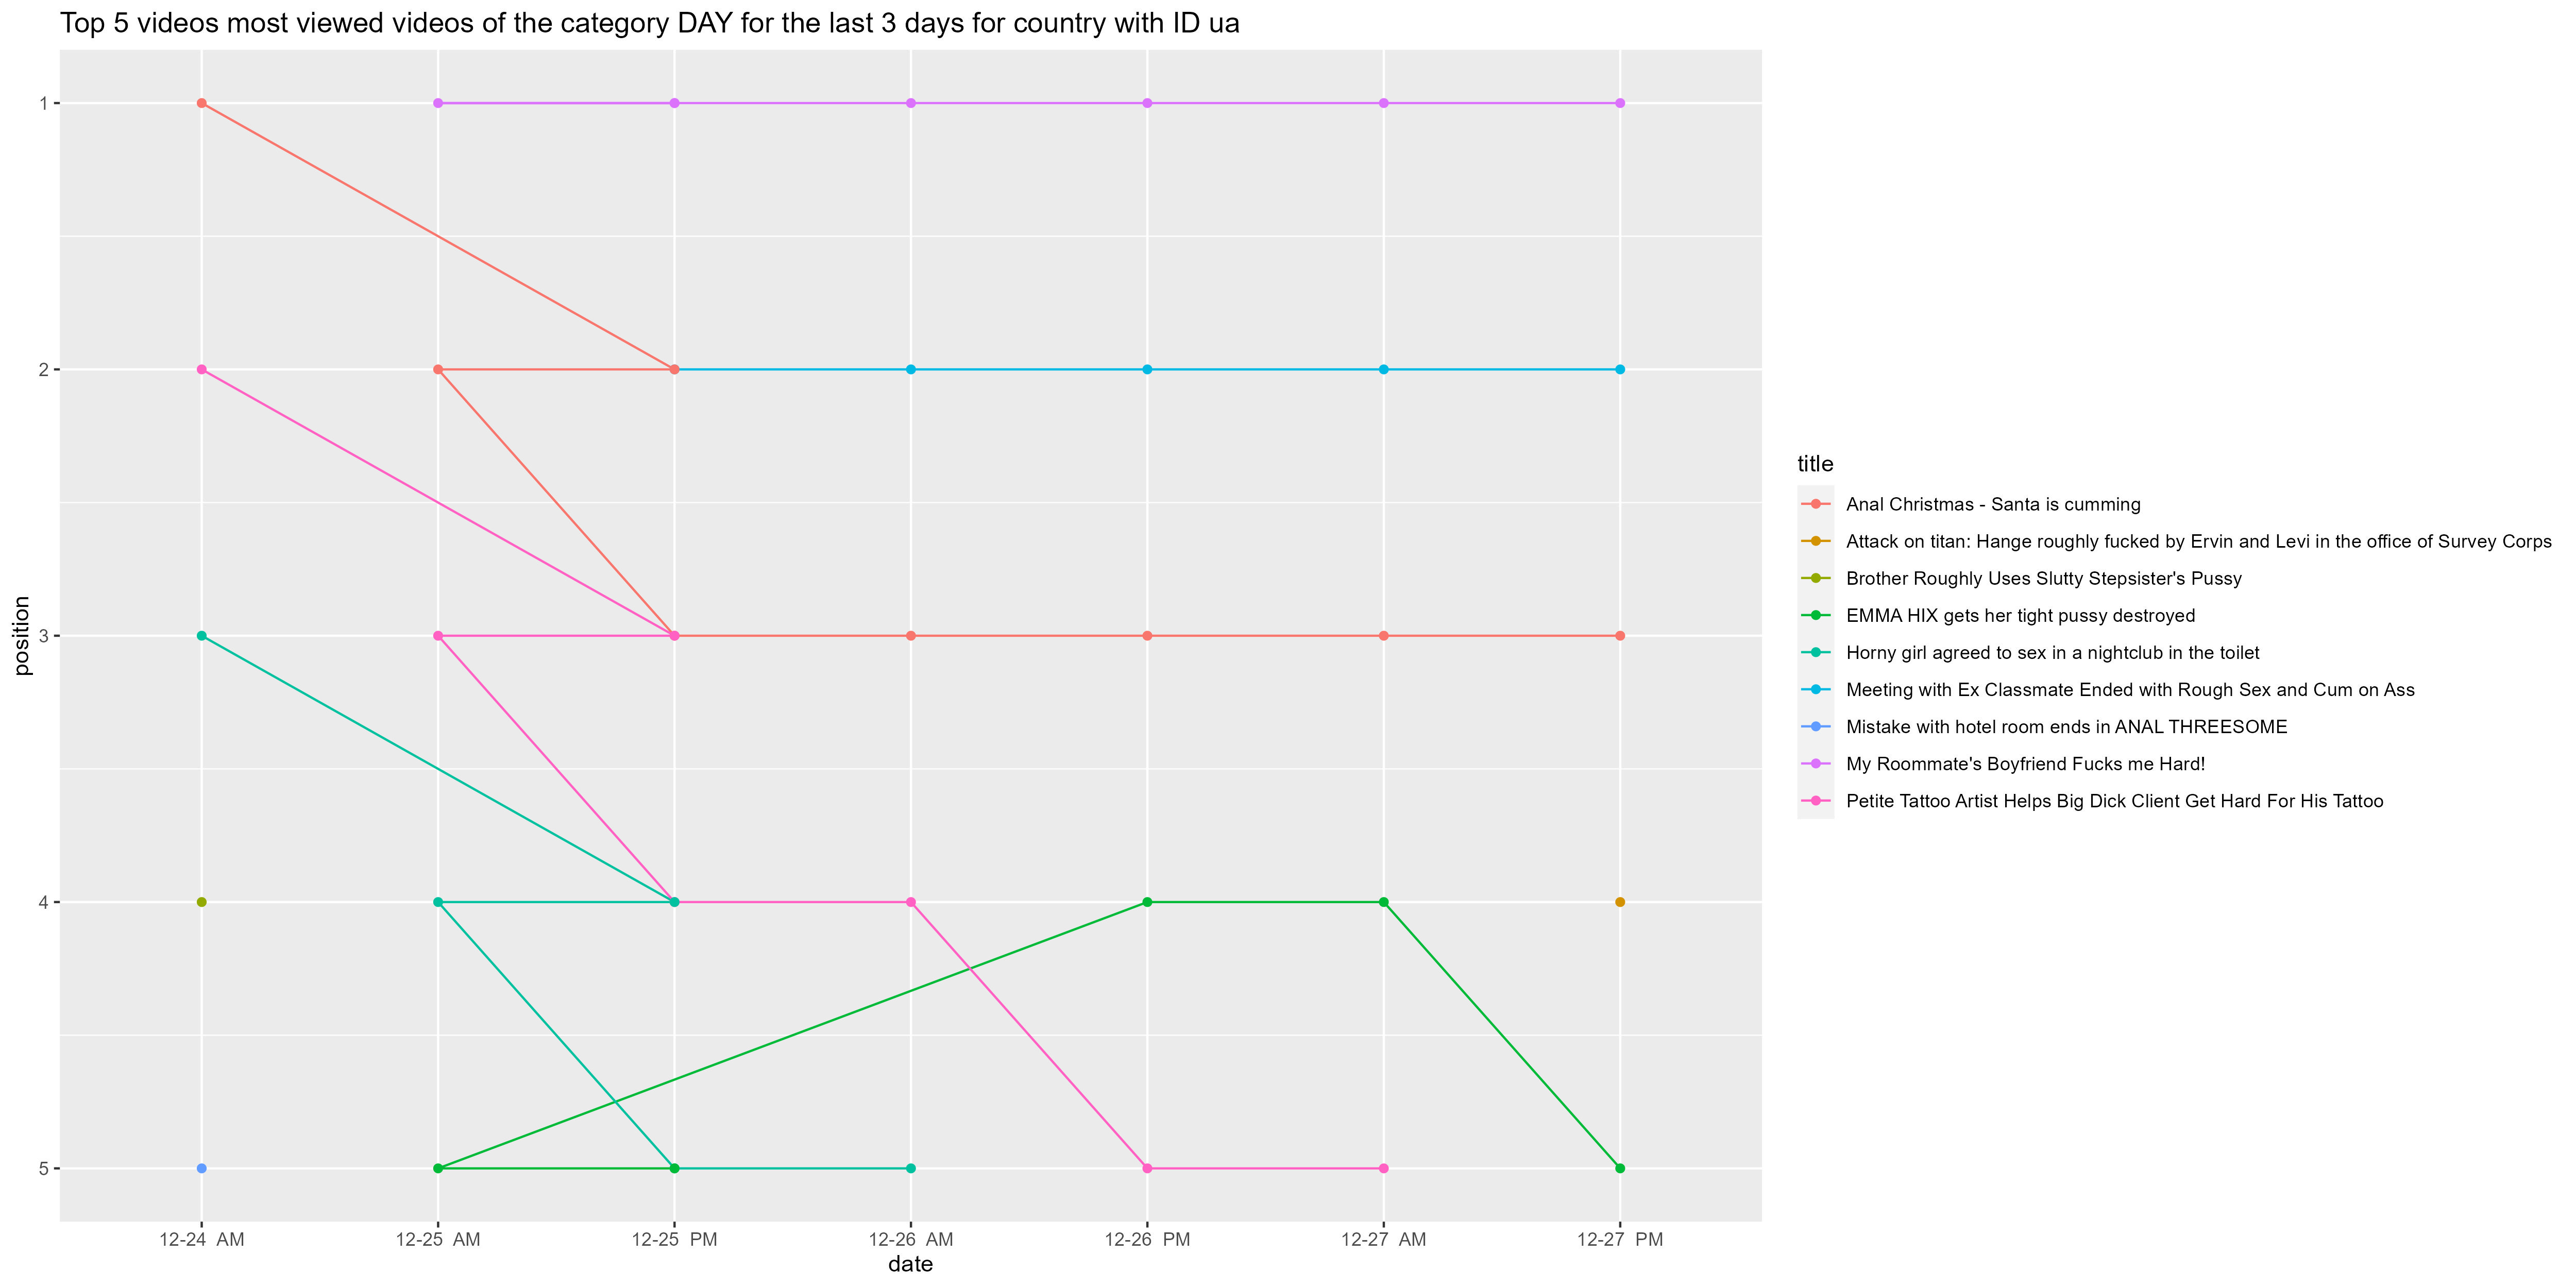 Top 5 videos most viewed videos of the category DAY for the last 3 days for country with ID ua
1
2
3
4
5
position
12-24 AM
12-25 AM
12-25 PM
12-26 AM
12-26 PM
12-27 AM
12-27 PM
date
title
Anal Christmas - Santa is cumming
Attack on titan: Hange roughly fucked by Ervin and Levi in the office of Survey Corps
Brother Roughly Uses Slutty Stepsister's Pussy
EMMA HIX gets her tight pussy destroyed
Horny girl agreed to sex in a nightclub in the toilet
Meeting with Ex Classmate Ended with Rough Sex and Cum on Ass
Mistake with hotel room ends in ANAL THREESOME
My Roommate's Boyfriend Fucks me Hard!
Petite Tattoo Artist Helps Big Dick Client Get Hard For His Tattoo